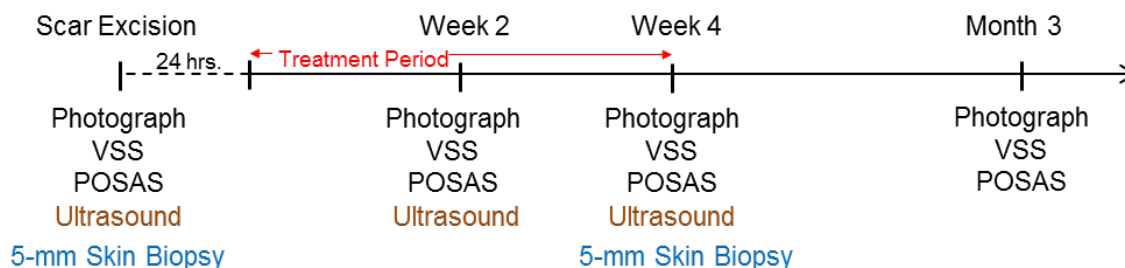 Scar Excision
Week 2
Week 4
Month 3
24 hrs.
Treatment Period
Photograph
VSS
POSAS
Ultrasound
5-mm Skin Biopsy
Photograph
VSS
POSAS
Ultrasound
Photograph
VSS
POSAS
Ultrasound
5-mm Skin Biopsy
Photograph
VSS
POSAS